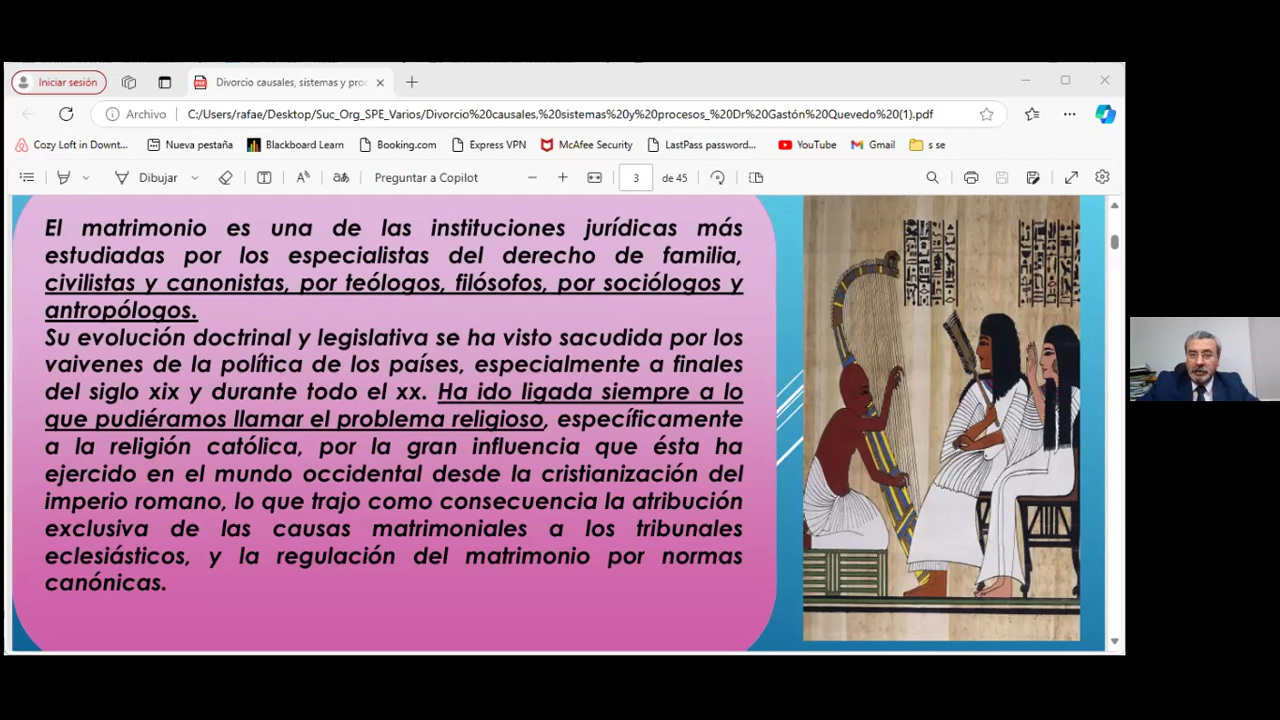 Iniciar sesión
Divorcio causales, sistemas y proc
Archivo
C:/Users/rafae/Desktop/Suc_Org_SPE_Varios/Divorcio%20causales,%20sistemas%20y%20procesos_%20Dr%20Gastón%20Quevedo%20(1).pdf
Cozy Loft in Downt... Nueva pestaña Blackboard Learn Booking.com Express VPN McAfee Security LastPass password... YouTube Gmail s se
Dibujar Preguntar a Copilot 3 de 45
El matrimonio es una de las instituciones jurídicas más
estudiadas por los especialistas del derecho de familia,
civilistas y canonistas, por teólogos, filósofos, por sociólogos y
antropólogos.
Su evolución doctrinal y legislativa se ha visto sacudida por los
vaivenes de la política de los países, especialmente a finales
del siglo xix y durante todo el xx. Ha ido ligada siempre a lo
que pudiéramos llamar el problema religioso, específicamente
a la religión católica, por la gran influencia que ésta ha
ejercido en el mundo occidental desde la cristianización del
imperio romano, lo que trajo como consecuencia la atribución
exclusiva de las causas matrimoniales a los tribunales
eclesiásticos, y la regulación del matrimonio por normas
canónicas.